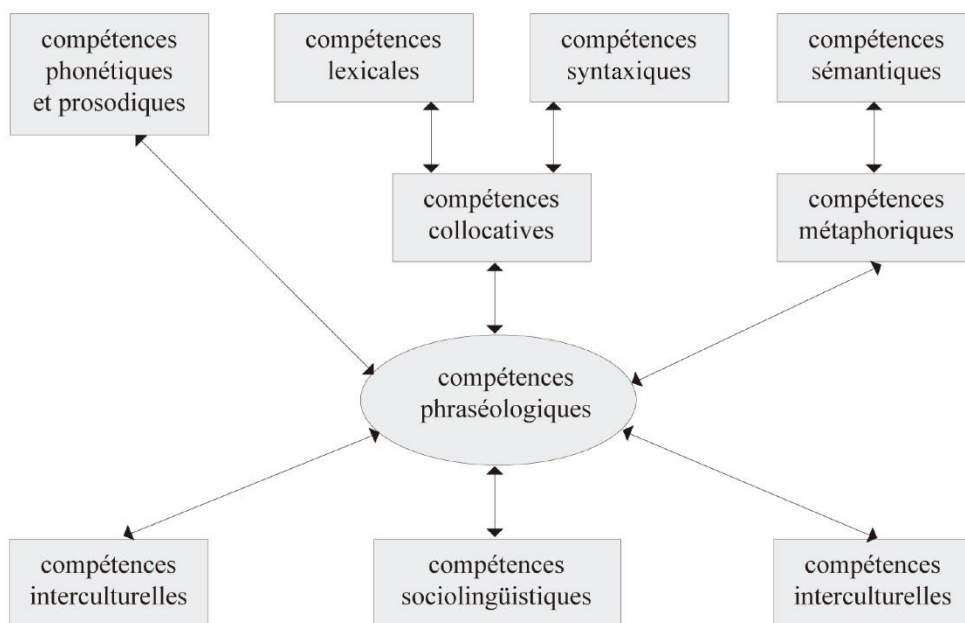 compétences
phonétiques
et prosodiques
compétences
lexicales
compétences
syntaxiques
compétences
sémantiques
compétences
collocatives
compétences
métaphoriques
compétences
phraséologiques
compétences
interculturelles
compétences
sociolingüistiques
compétences
interculturelles